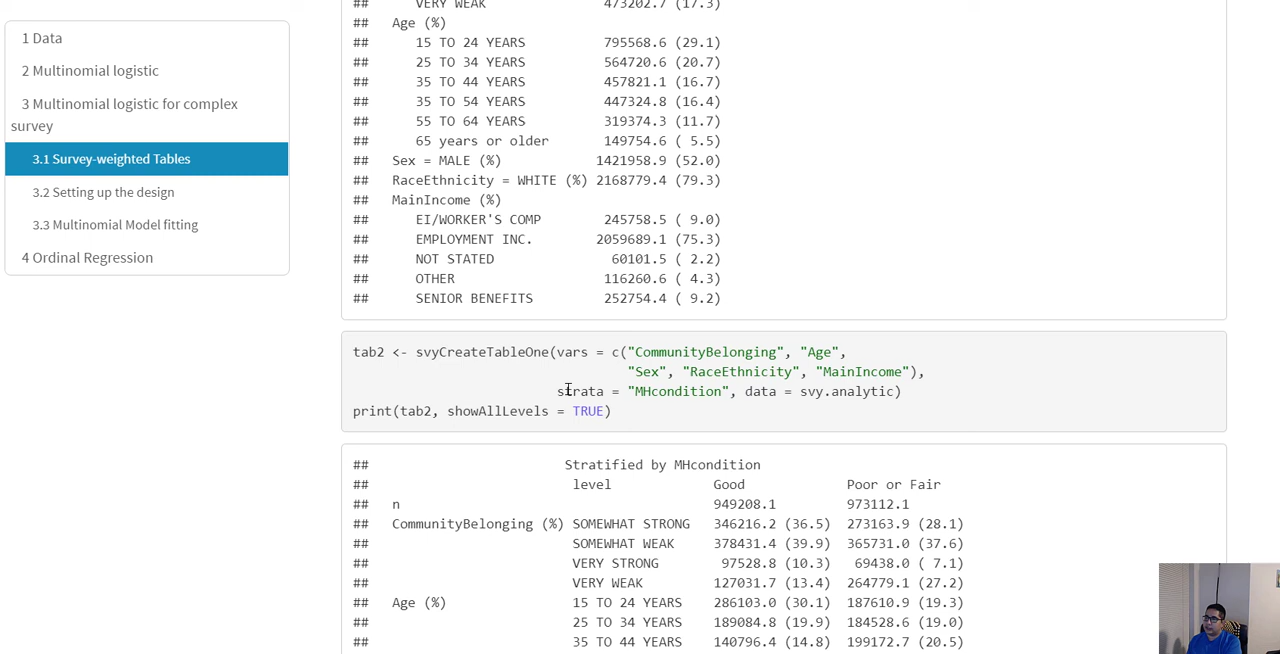 1 Data
2 Multinomial logistic
3 Multinomial logistic for complex
survey
3.1 Survey-weighted Tables
3.2 Setting up the design
3.3 Multinomial Model fitting
4 Ordinal Regression
## VERY WEAK 473202.7 (17.3)
## Age (%)
## 15 TO 24 YEARS 795568.6 (29.1)
## 25 TO 34 YEARS 564720.6 (20.7)
## 35 TO 44 YEARS 457821.1 (16.7)
## 35 TO 54 YEARS 447324.8 (16.4)
## 55 TO 64 YEARS 319374.3 (11.7)
## 65 years or older 149754.6 ( 5.5)
## Sex = MALE (%) 1421958.9 (52.0)
## RaceEthnicity = WHITE (%) 2168779.4 (79.3)
## MainIncome (%)
## EI/WORKER'S COMP 245758.5 ( 9.0)
## EMPLOYMENT INC. 2059689.1 (75.3)
## NOT STATED 60101.5 ( 2.2)
## OTHER 116260.6 ( 4.3)
## SENIOR BENEFITS 252754.4 ( 9.2)
tab2 <- svyCreateTableOne(vars = c("CommunityBelonging", "Age",
"Sex", "RaceEthnicity", "MainIncome"),
strata = "MHcondition", data = svy.analytic)
print(tab2, showAllLevels = TRUE)
## Stratified by MHcondition
## level Good Poor or Fair
## n 949208.1 973112.1
## CommunityBelonging (%) SOMEWHAT STRONG 346216.2 (36.5) 273163.9 (28.1)
## SOMEWHAT WEAK 378431.4 (39.9) 365731.0 (37.6)
## VERY STRONG 97528.8 (10.3) 69438.0 ( 7.1)
## VERY WEAK 127031.7 (13.4) 264779.1 (27.2)
## Age (%) 15 TO 24 YEARS 286103.0 (30.1) 187610.9 (19.3)
## 25 TO 34 YEARS 189084.8 (19.9) 184528.6 (19.0)
## 35 TO 44 YEARS 140796.4 (14.8) 199172.7 (20.5)